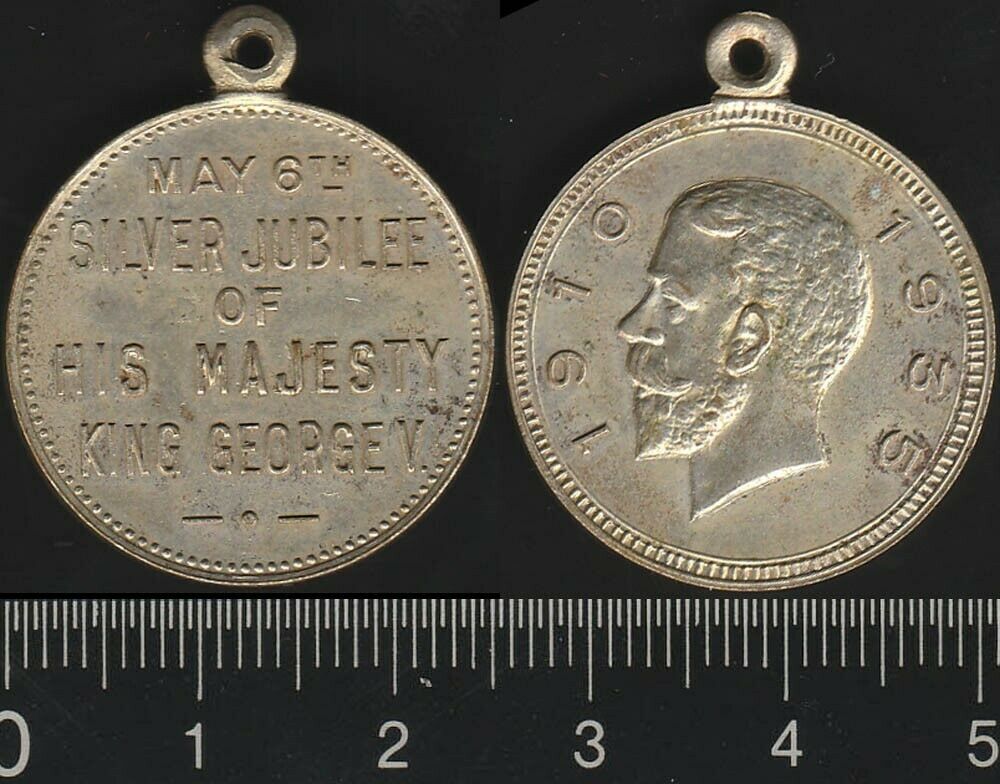 MAY 6TH
SILVER JUBILEE
OF
HIS MAJESTY
KING GEORGE V.
1910 1935
0 1 2 3 4 5